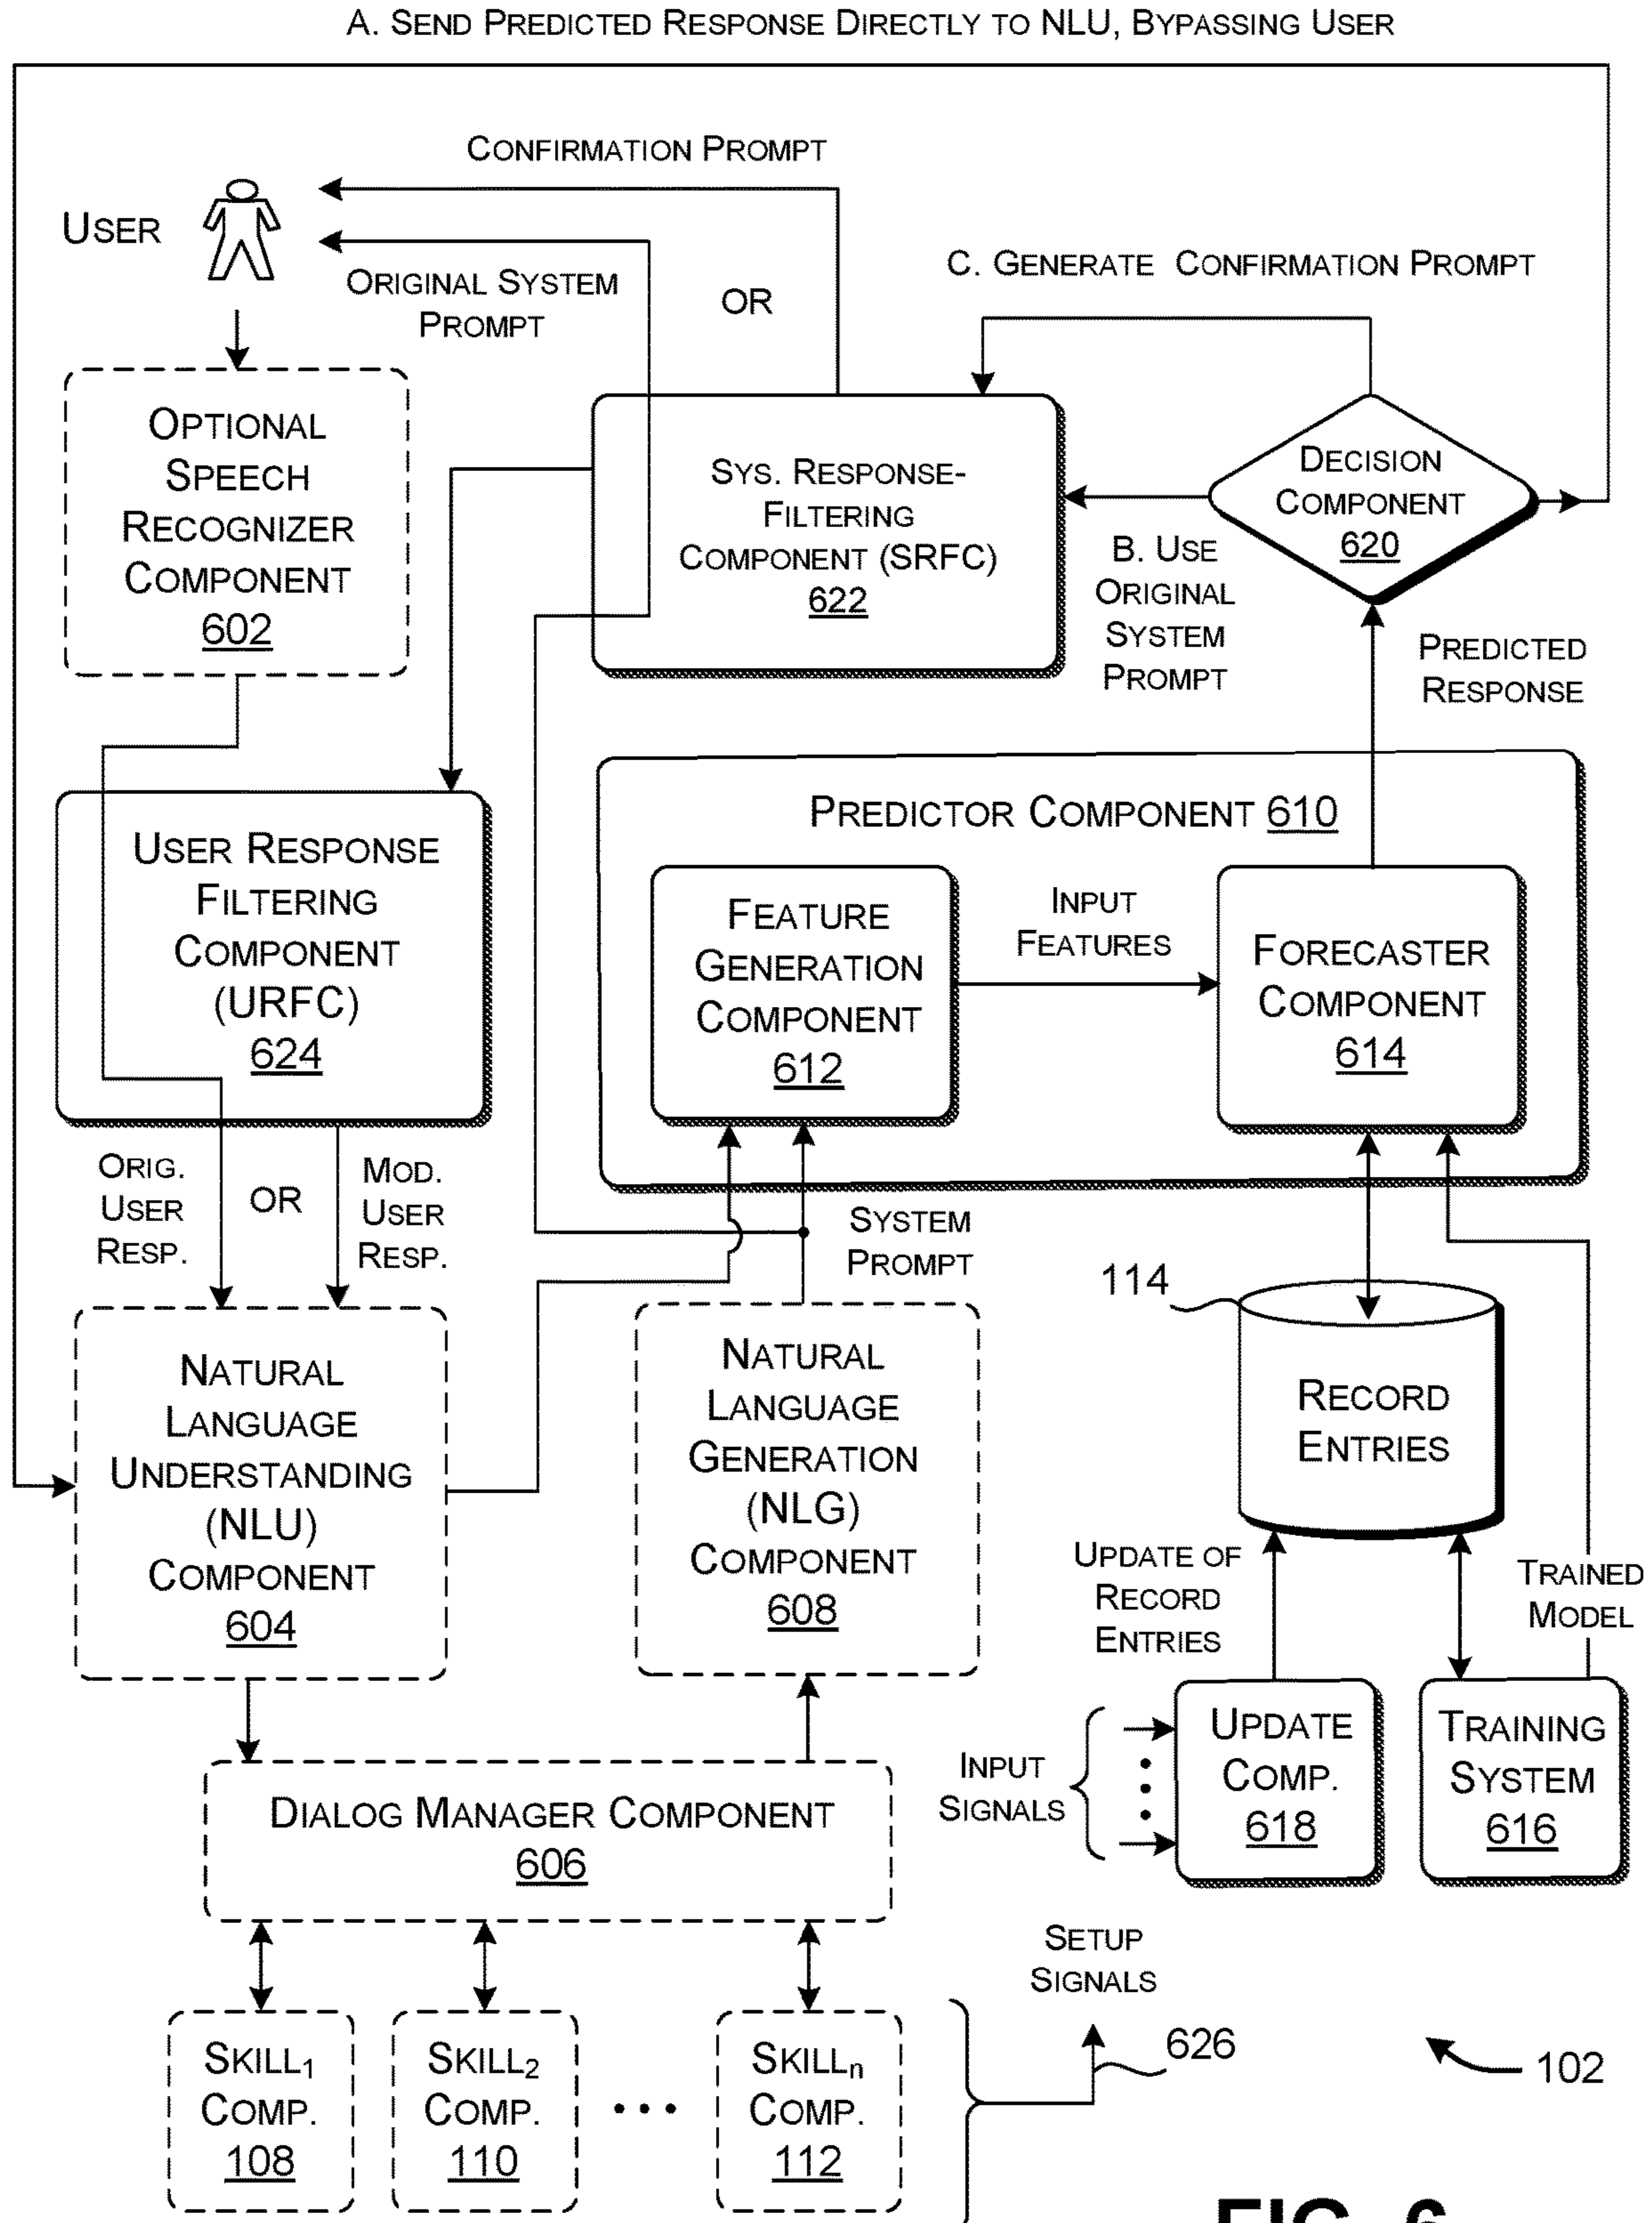 A. SEND PREDICTED RESPONSE DIRECTLY TO NLU, BYPASSING USER
CONFIRMATION PROMPT
USER
ORIGINAL SYSTEM
PROMPT
OR
C. GENERATE CONFIRMATION PROMPT
OPTIONAL
SPEECH
RECOGNIZER
COMPONENT
602
SYS. RESPONSE-
FILTERING
COMPONENT (SRFC)
622
DECISION
COMPONENT
620
B. USE
ORIGINAL
SYSTEM
PROMPT
PREDICTED
RESPONSE
USER RESPONSE
FILTERING
COMPONENT
(URFC)
624
PREDICTOR COMPONENT 610
FEATURE
GENERATION
COMPONENT
612
INPUT
FEATURES
FORECASTER
COMPONENT
614
ORIG.
USER
RESP.
OR
MOD.
USER
RESP.
SYSTEM
PROMPT
114
RECORD
ENTRIES
NATURAL
LANGUAGE
UNDERSTANDING
(NLU)
COMPONENT
604
NATURAL
LANGUAGE
GENERATION
(NLG)
COMPONENT
608
UPDATE OF
RECORD
ENTRIES
TRAINED
MODEL
INPUT
SIGNALS
UPDATE
COMP.
618
TRAINING
SYSTEM
616
DIALOG MANAGER COMPONENT
606
SETUP
SIGNALS
626
102
SKILL1
COMP.
108
SKILL2
COMP.
110
SKILLn
COMP.
112
FIG. 6